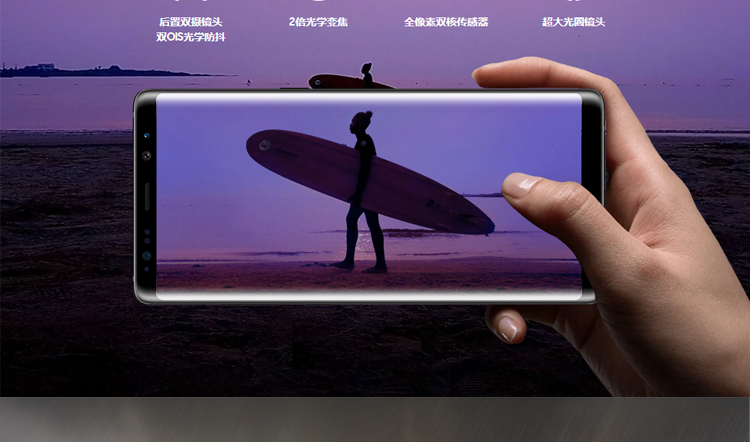 后置双摄镜头
双OIS光学防抖
2倍光学变焦
全像素双核传感器
超大光圈镜头